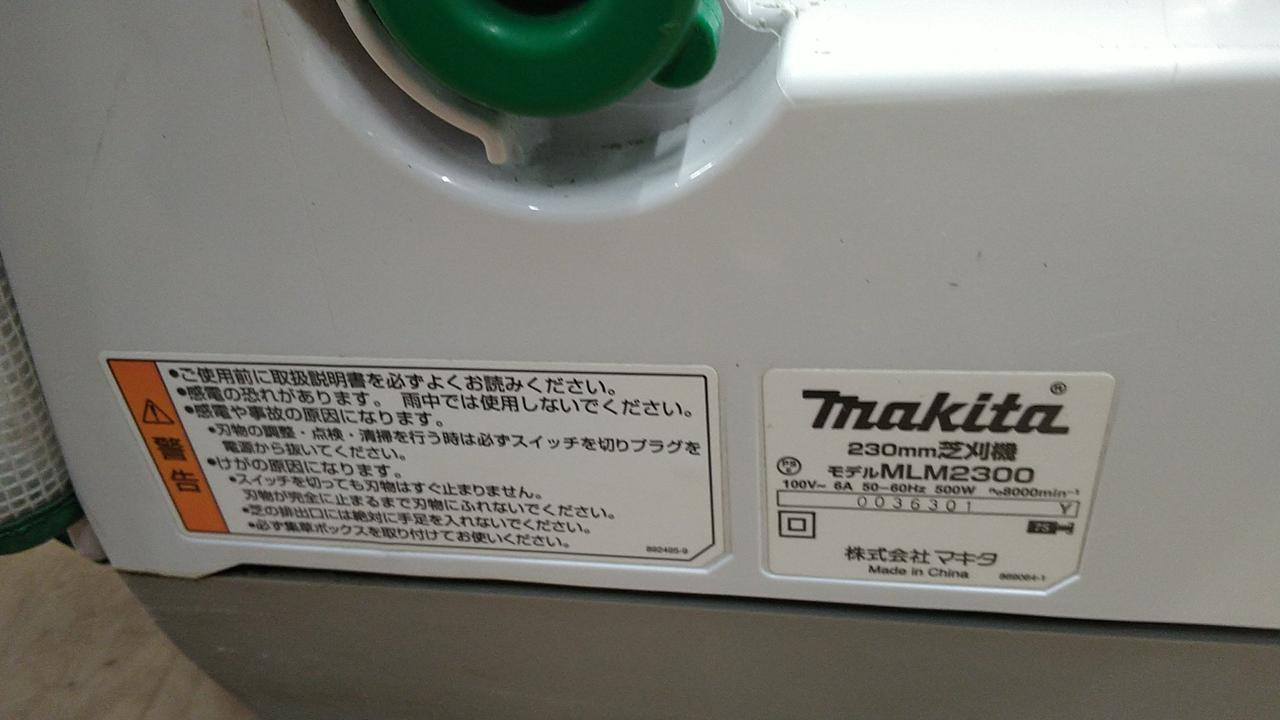 警告
●ご使用前に取扱説明書を必ずよくお読みください。
●感電の恐れがあります。 雨中では使用しないでください。
●感電や事故の原因になります。
●刃物の調整・点検・清掃を行う時は必ずスイッチを切りプラグを
電源から抜いてください。
●けがの原因になります。
●スイッチを切っても刃物はすぐ止まりません。
刃物が完全に止まるまで刃物にふれないでください。
●芝の排出口には絶対に手足を入れないでください。
●必ず集草ボックスを取り付けてお使いください。
892495-9
makita®
230mm芝刈機
PS E モデルMLM2300
100V~ 6A 50-60Hz 500W n₀8000min⁻¹
0036301 Y
株式会社 マキタ
Made in China